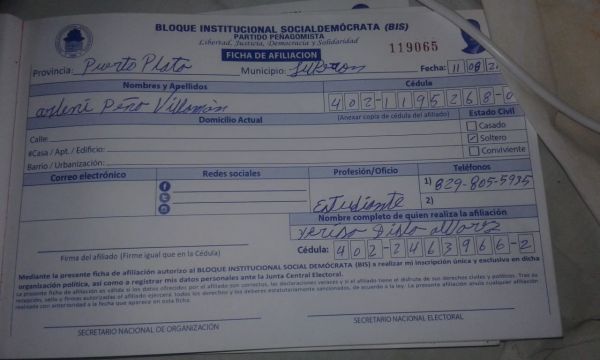 BLOQUE INSTITUCIONAL SOCIALDEMÓCRATA (BIS)
PARTIDO PEÑAGOMISTA
Libertad, Justicia, Democracia y Solidaridad
FICHA DE AFILIACION
119065
Provincia: Puerto Plata Municipio: Fecha: 11 08 2
Nombres y Apellidos Cédula
arleni Peño Villamán 402-1195268-0
Domicilio Actual (Anexar copia de cédula del afiliado) Estado Civil
Calle: Casado
#Casa / Apt. / Edificio: Soltero
Barrio / Urbanización: Conviviente
Correo electrónico Redes sociales Profesión/Oficio Teléfonos
1) 829-805-5935
Estudiante 2)
Nombre completo de quien realiza la afiliación
Firma del afiliado (Firme igual que en la Cédula) Cédula: 402-2463966-2
Mediante la presente ficha de afiliación autorizo al BLOQUE INSTITUCIONAL SOCIAL DEMÓCRATA (BIS) a realizar mi inscripción única y exclusiva en dicha
organización política, así como a registrar mis datos personales ante la Junta Central Electoral.
SECRETARIO NACIONAL DE ORGANIZACIÓN SECRETARIO NACIONAL ELECTORAL